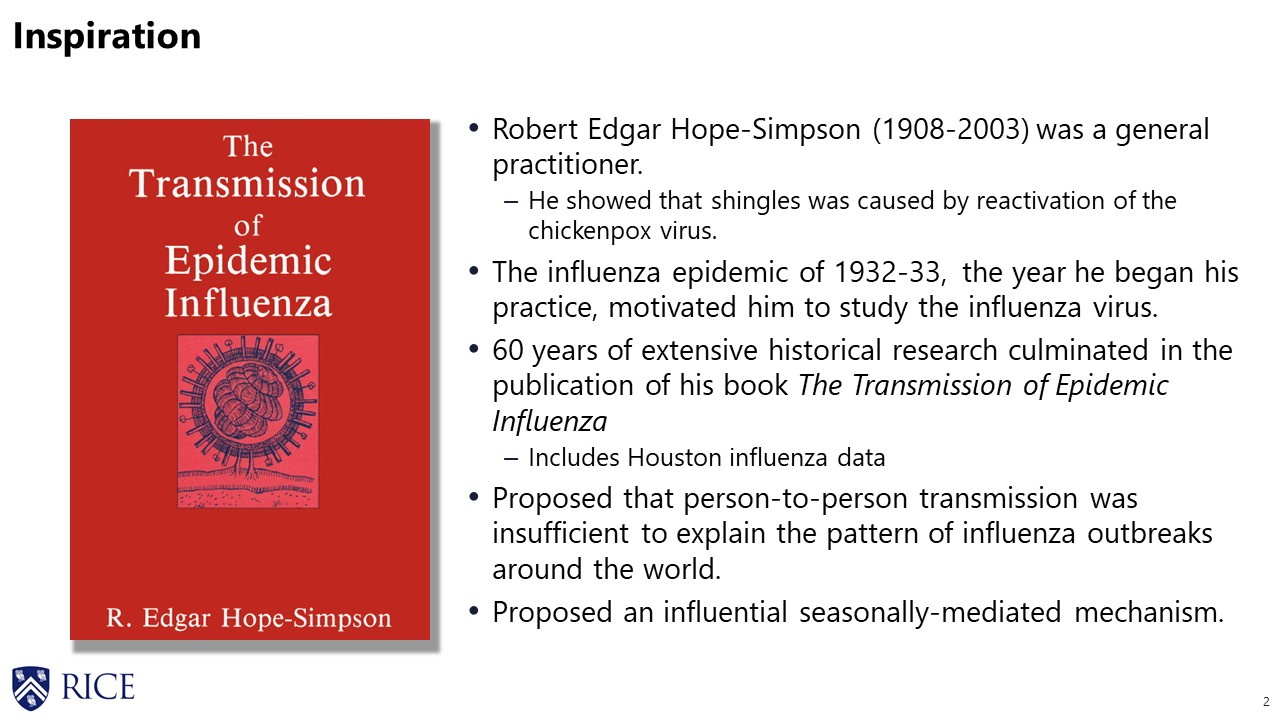 Inspiration
The
Transmission
of
Epidemic
Influenza
R. Edgar Hope-Simpson
• Robert Edgar Hope-Simpson (1908-2003) was a general
practitioner.
– He showed that shingles was caused by reactivation of the
chickenpox virus.
• The influenza epidemic of 1932-33, the year he began his
practice, motivated him to study the influenza virus.
• 60 years of extensive historical research culminated in the
publication of his book The Transmission of Epidemic
Influenza
– Includes Houston influenza data
• Proposed that person-to-person transmission was
insufficient to explain the pattern of influenza outbreaks
around the world.
• Proposed an influential seasonally-mediated mechanism.
RICE
2